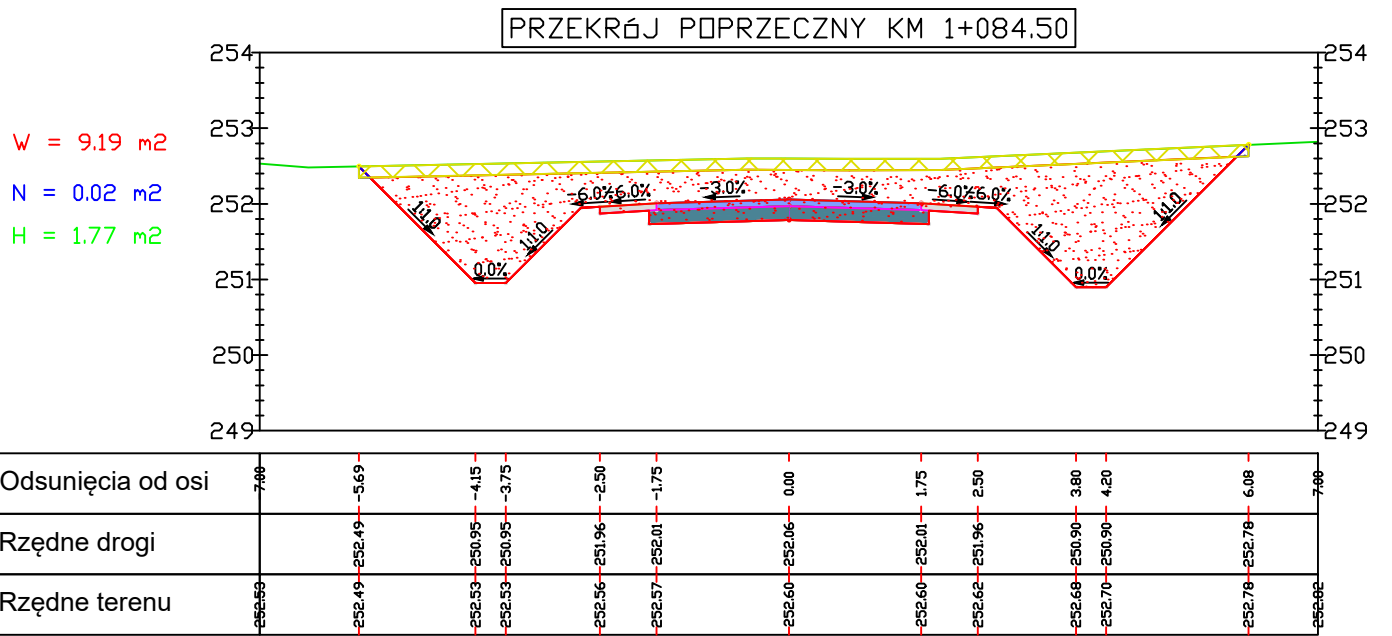 PRZEKRóJ POPRZECZNY KM 1+084.50
254 254
253 253
W = 9.19 m2
N = 0.02 m2
252 252
H = 1.77 m2
-6.0% -6.0% -3.0% -3.0% -6.0% -6.0%
1:1.0 1:1.0 1:1.0 1:1.0
0.0% 0.0%
251 251
250 250
249 249
Odsunięcia od osi 7.00 -5.69 -4.15 -3.75 -2.50 -1.75 0.00 1.75 2.50 3.80 4.20 6.08 7.00
Rzędne drogi 252.49 250.95 250.95 251.96 252.01 252.06 252.01 251.96 250.90 250.90 252.78
Rzędne terenu 252.53 252.49 252.53 252.53 252.56 252.57 252.60 252.60 252.62 252.68 252.70 252.78 252.82